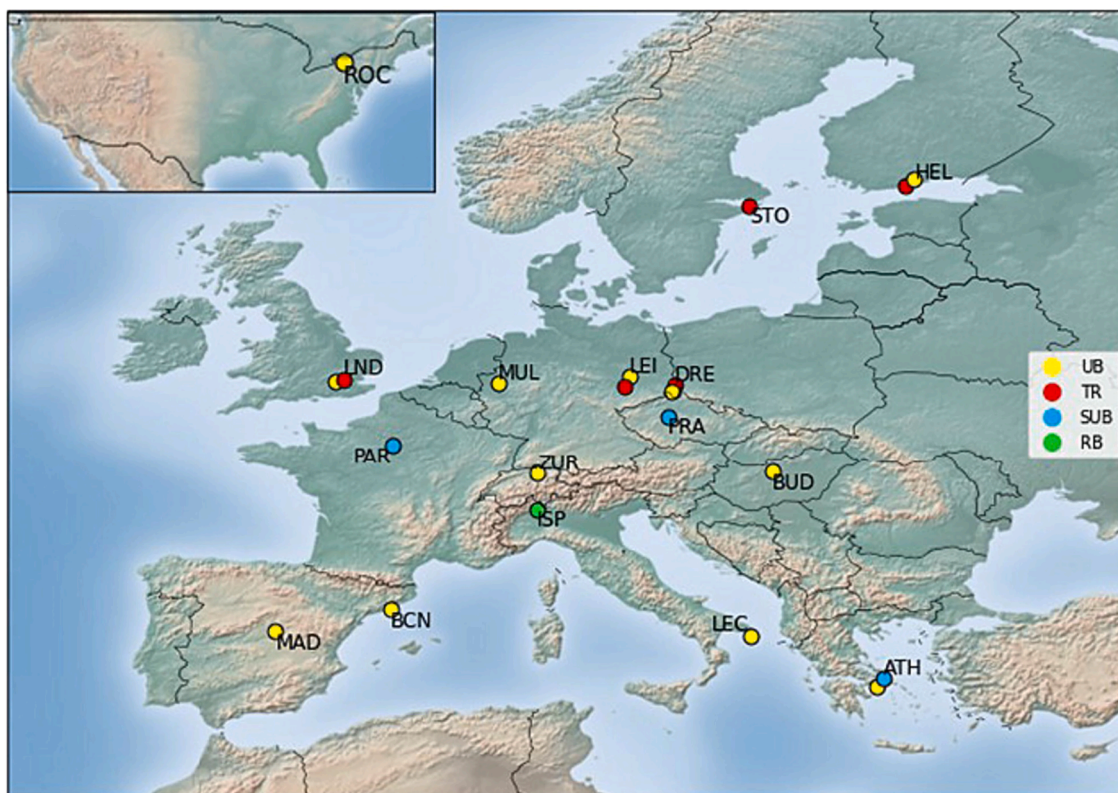 ROC
HEL
STO
LND
MUL
LEI
DRE
UB
TR
SUB
RB
PRA
PAR
ZUR
BUD
ISP
BCN
MAD
LEC
ATH